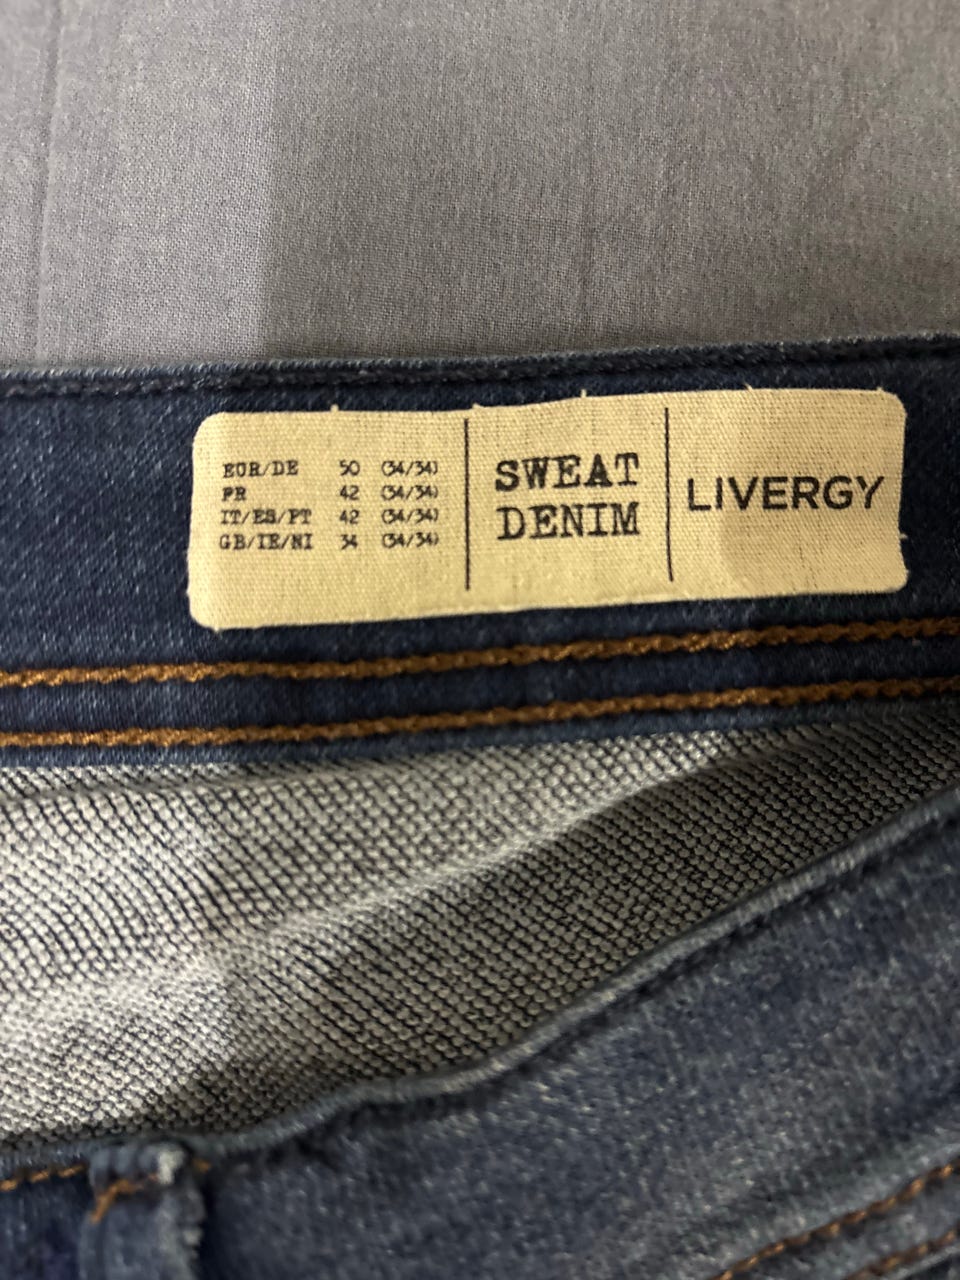 EUR/DE 50 (34/34)
FR 42 (34/34)
IT/ES/PT 42 (34/34)
GB/IE/NI 34 (34/34)
SWEAT
DENIM
LIVERGY